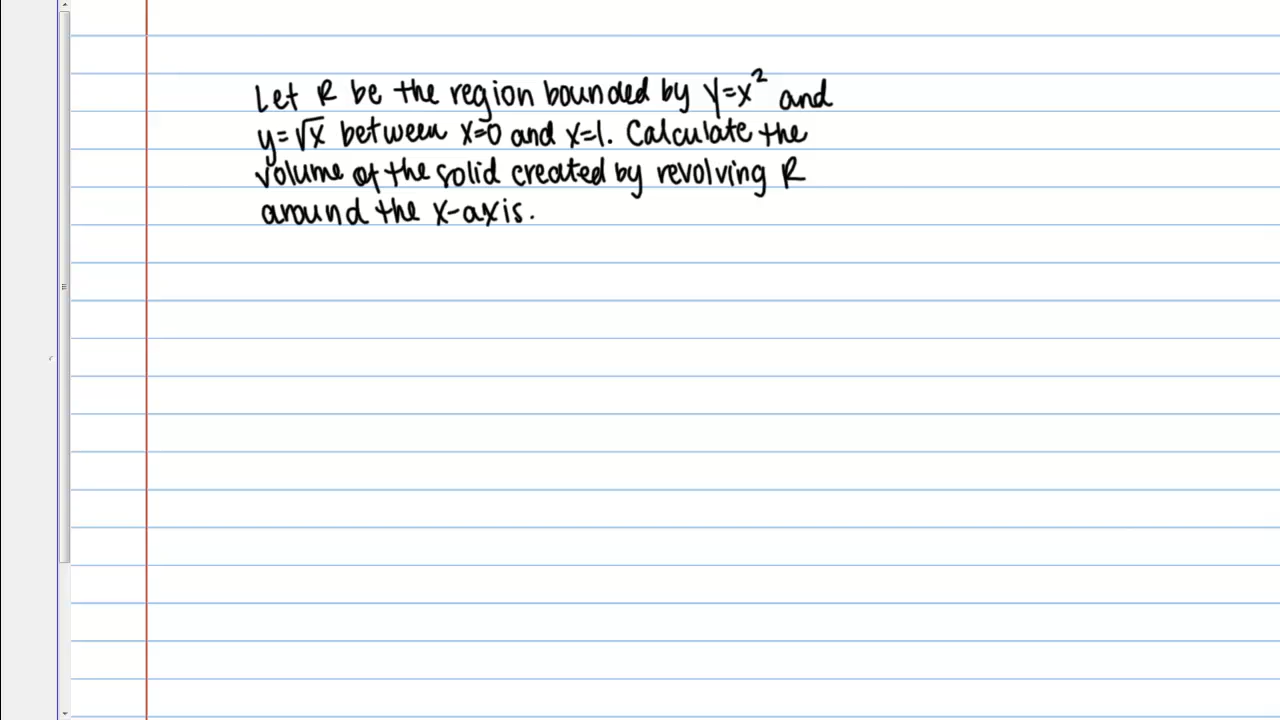 Let R be the region bounded by y=x² and
y=√x between x=0 and x=1. Calculate the
volume of the solid created by revolving R
around the x-axis.